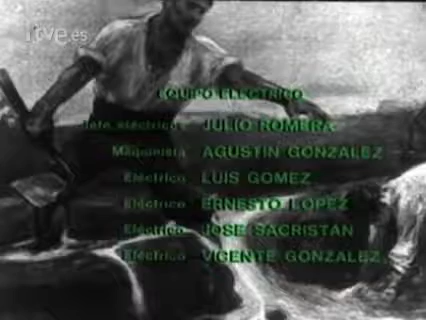 rtve.es
EQUIPO ELECTRICO
Jefe eléctricos JULIO ROMERA
Maquinista AGUSTIN GONZALEZ
Eléctrico LUIS GOMEZ
Eléctrico ERNESTO LOPEZ
Eléctrico JOSE SACRISTAN
Eléctrico VICENTE GONZALEZ